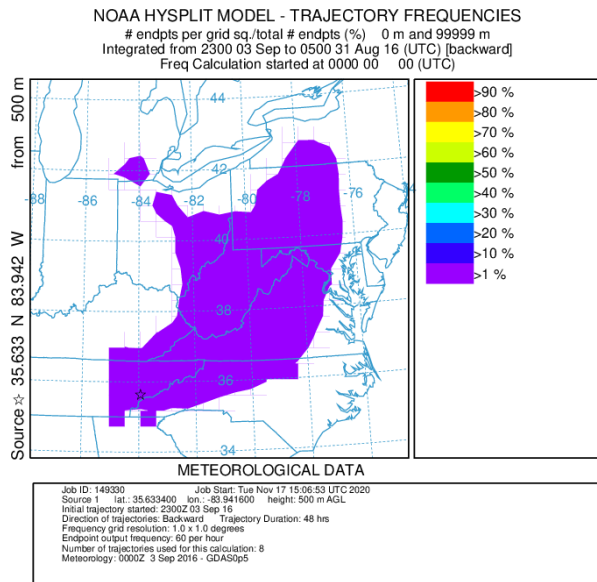 NOAA HYSPLIT MODEL - TRAJECTORY FREQUENCIES
# endpts per grid sq./total # endpts (%) 0 m and 99999 m
Integrated from 2300 03 Sep to 0500 31 Aug 16 (UTC) [backward]
Freq Calculation started at 0000 00 00 (UTC)
Source ☆ 35.633 N 83.942 W from 500 m
44
-88 -86 -84 42 -82 -80 -78 -76
40
38
36
34
>90 %
>80 %
>70 %
>60 %
>50 %
>40 %
>30 %
>20 %
>10 %
>1 %
METEOROLOGICAL DATA
Job ID: 149330 Job Start: Tue Nov 17 15:06:53 UTC 2020
Source 1 lat.: 35.633400 lon.: -83.941600 height: 500 m AGL
Initial trajectory started: 2300Z 03 Sep 16
Direction of trajectories: Backward Trajectory Duration: 48 hrs
Frequency grid resolution: 1.0 x 1.0 degrees
Endpoint output frequency: 60 per hour
Number of trajectories used for this calculation: 8
Meteorology: 0000Z 3 Sep 2016 - GDAS0p5